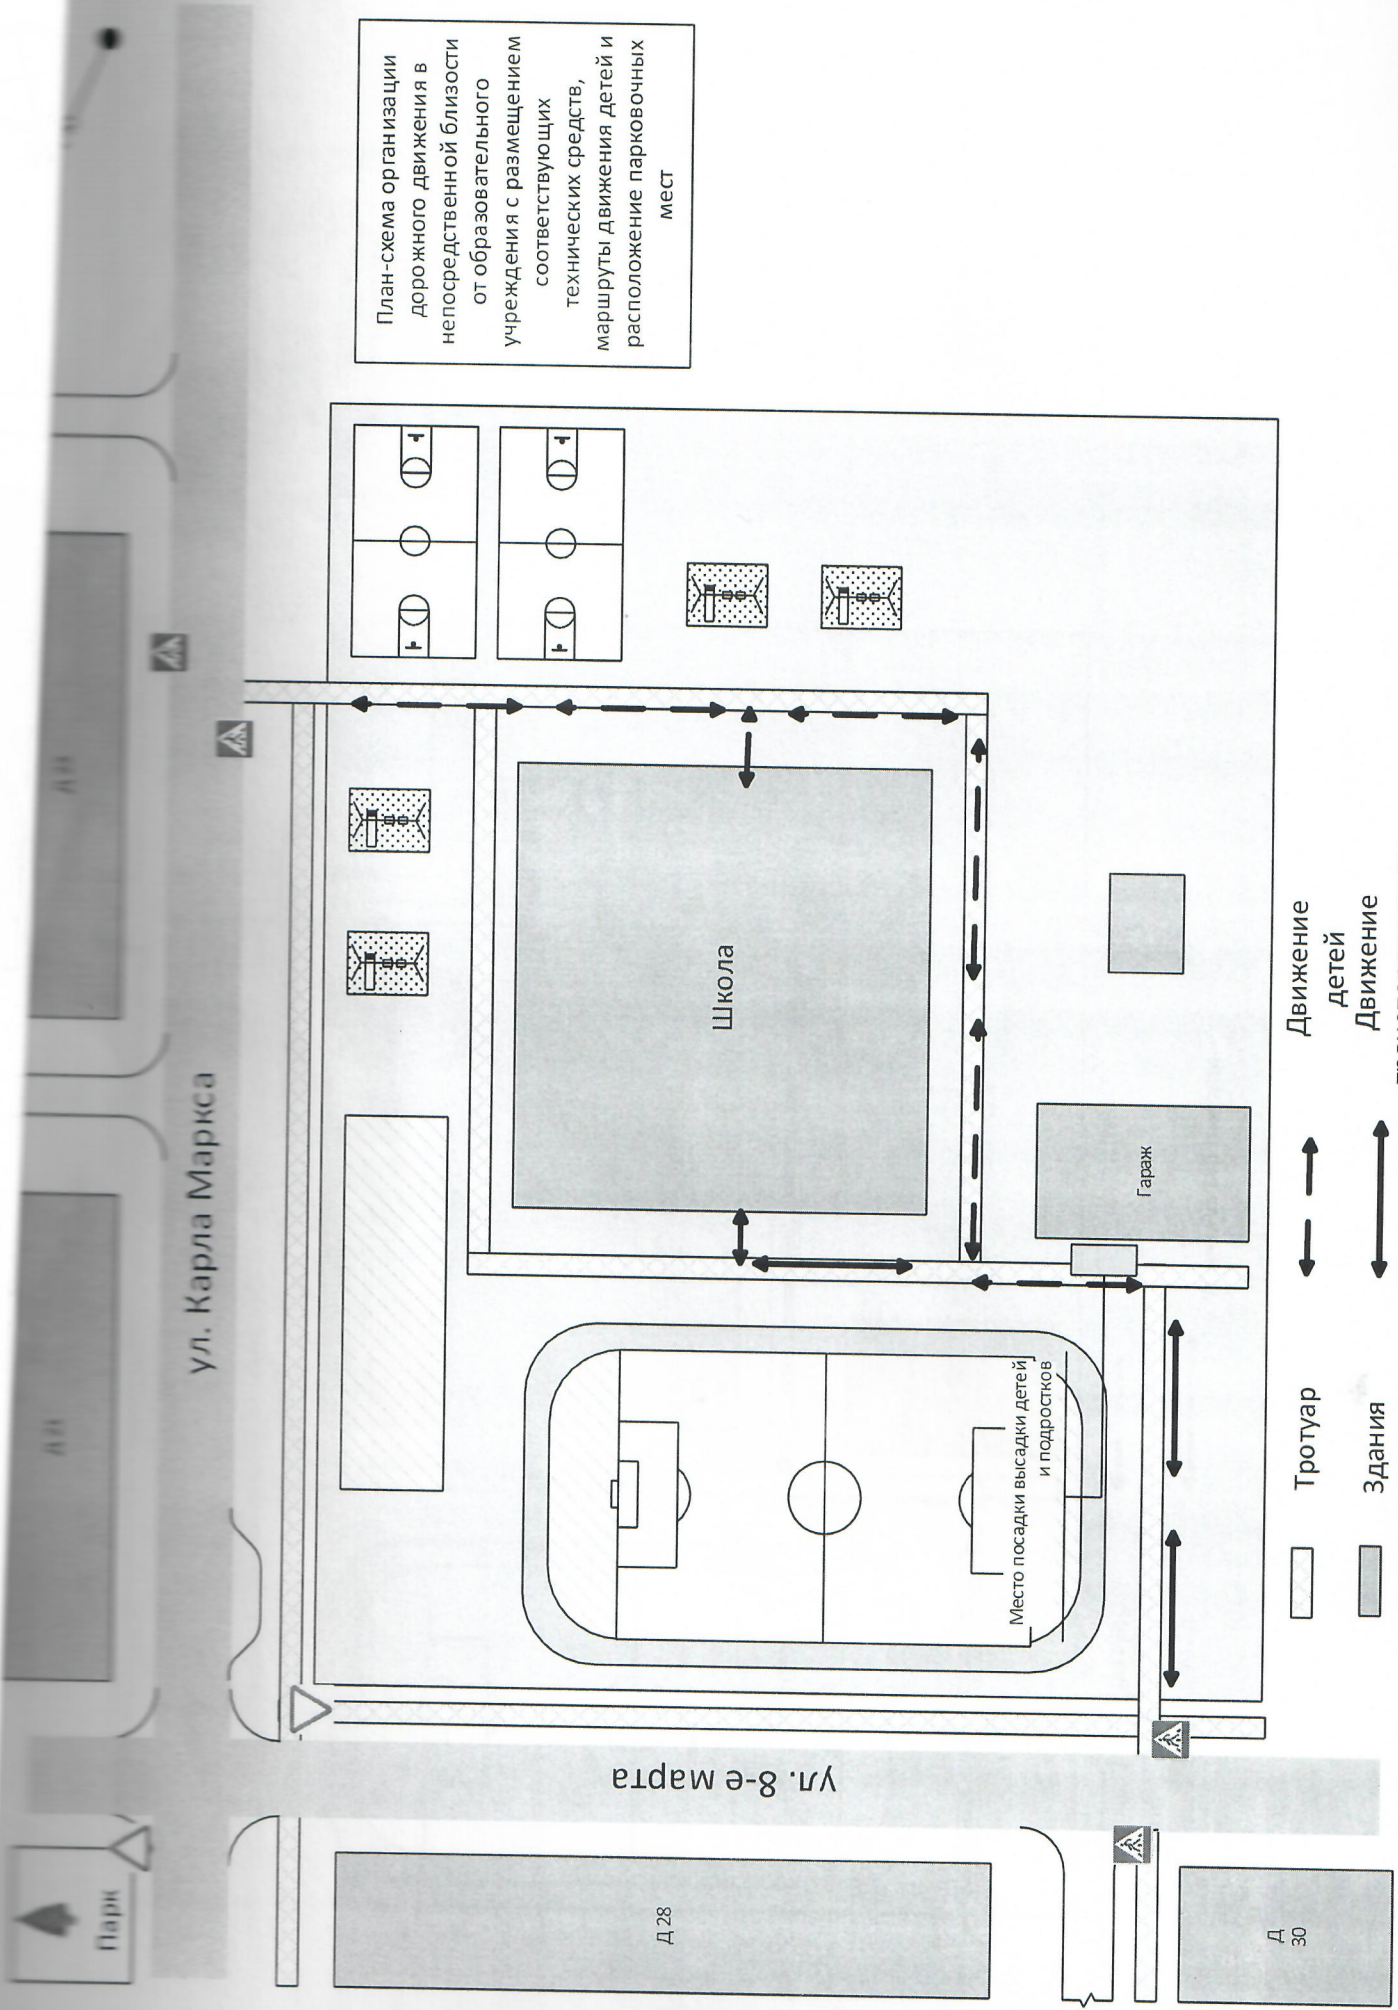 План-схема организации
дорожного движения в
непосредственной близости
от образовательного
учреждения с размещением
соответствующих
технических средств,
маршруты движения детей и
расположение парковочных
мест
Парк
ул. Карла Маркса
ул. 8-е марта
Школа
Место посадки высадки детей
и подростков
Гараж
Д 28
Д
30
Тротуар
Здания
Движение
детей
Движение